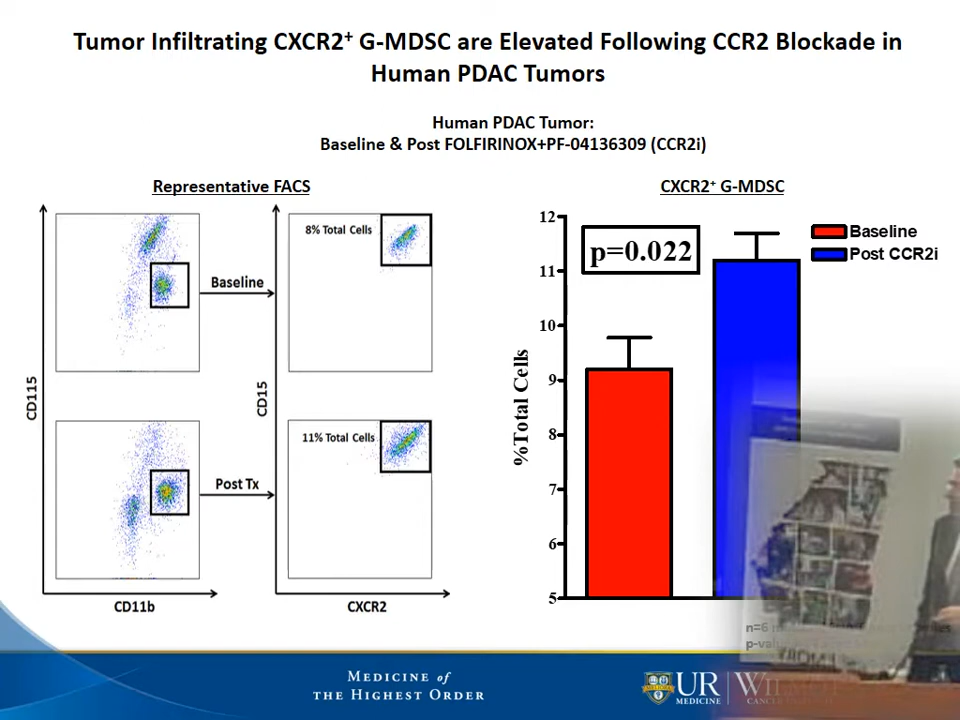 Tumor Infiltrating CXCR2+ G-MDSC are Elevated Following CCR2 Blockade in
Human PDAC Tumors
Human PDAC Tumor:
Baseline & Post FOLFIRINOX+PF-04136309 (CCR2i)
Representative FACS
8% Total Cells
Baseline
CD115
CD15
11% Total Cells
Post Tx
CD11b
CXCR2
CXCR2+ G-MDSC
p=0.022
Baseline
Post CCR2i
%Total Cells
12
11
10
9
8
7
6
5
n=6
MEDICINE of
THE HIGHEST ORDER
UR
MEDICINE